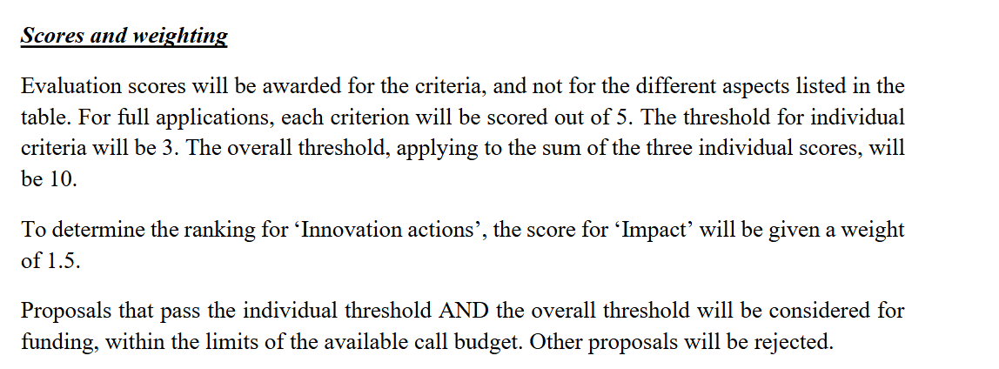 Scores and weighting
Evaluation scores will be awarded for the criteria, and not for the different aspects listed in the
table. For full applications, each criterion will be scored out of 5. The threshold for individual
criteria will be 3. The overall threshold, applying to the sum of the three individual scores, will
be 10.
To determine the ranking for ‘Innovation actions’, the score for ‘Impact’ will be given a weight
of 1.5.
Proposals that pass the individual threshold AND the overall threshold will be considered for
funding, within the limits of the available call budget. Other proposals will be rejected.